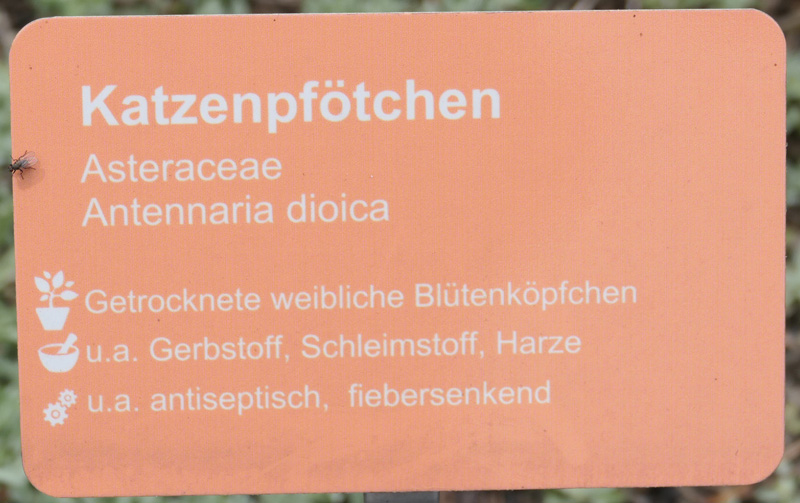 Katzenpfötchen
Asteraceae
Antennaria dioica
Getrocknete weibliche Blütenköpfchen
u.a. Gerbstoff, Schleimstoff, Harze
u.a. antiseptisch, fiebersenkend